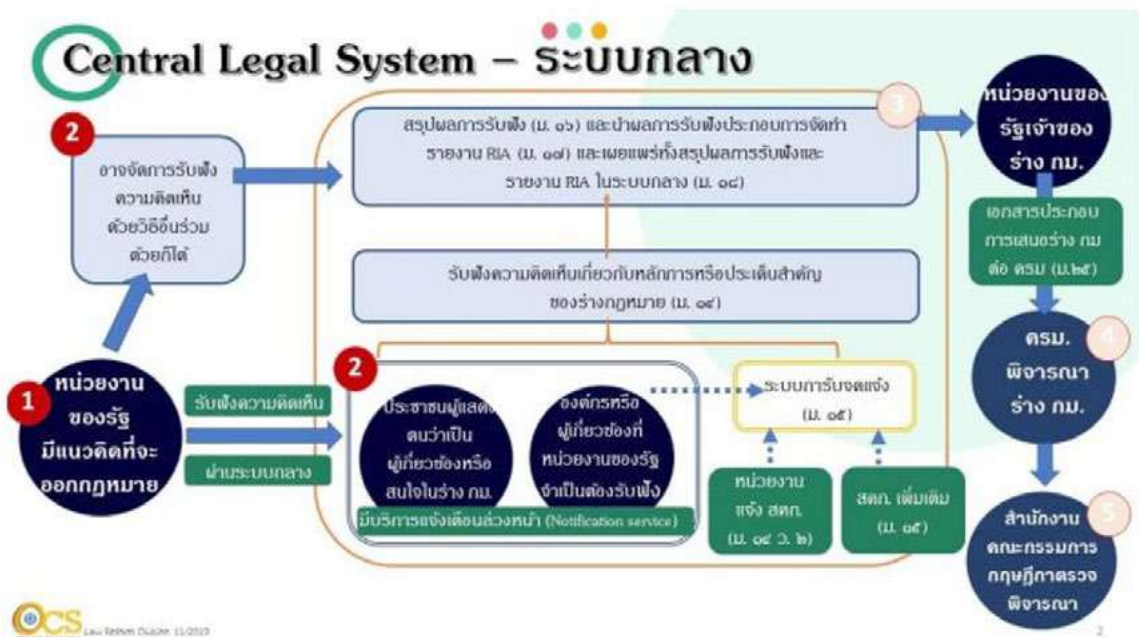 Central Legal System – ระบบกลาง
2
อาจจัดการรับฟัง
ความคิดเห็น
ด้วยวิธีอื่นร่วม
ด้วยก็ได้
1
หน่วยงาน
ของรัฐ
มีแนวคิดที่จะ
ออกกฎหมาย
รับฟังความคิดเห็น
ผ่านระบบกลาง
3
สรุปผลการรับฟัง (ม. ๑๖) และนำผลการรับฟังประกอบการจัดทำ
รายงาน RIA (ม. ๑๗) และเผยแพร่ทั้งสรุปผลการรับฟังและ
รายงาน RIA ในระบบกลาง (ม. ๑๘)
รับฟังความคิดเห็นเกี่ยวกับหลักการหรือประเด็นสำคัญ
ของร่างกฎหมาย (ม. ๑๔)
2
ประชาชนผู้แสดง
ตนว่าเป็น
ผู้เกี่ยวข้องหรือ
สนใจในร่าง กม.
องค์กรหรือ
ผู้เกี่ยวข้องที่
หน่วยงานของรัฐ
จำเป็นต้องรับฟัง
มีบริการแจ้งเตือนล่วงหน้า (Notification service)
ระบบการรับจดแจ้ง
(ม. ๑๕)
หน่วยงาน
แจ้ง สคก.
(ม. ๑๔ ว. ๒)
สคก. เพิ่มเติม
(ม. ๑๕)
หน่วยงานของ
รัฐเจ้าของ
ร่าง กม.
เอกสารประกอบ
การเสนอร่าง กม
ต่อ ครม (ม.๒๕)
4
ครม.
พิจารณา
ร่าง กม.
5
สำนักงาน
คณะกรรมการ
กฤษฎีกาตรวจ
พิจารณา
OCS
Law Reform Division 11/2019
2